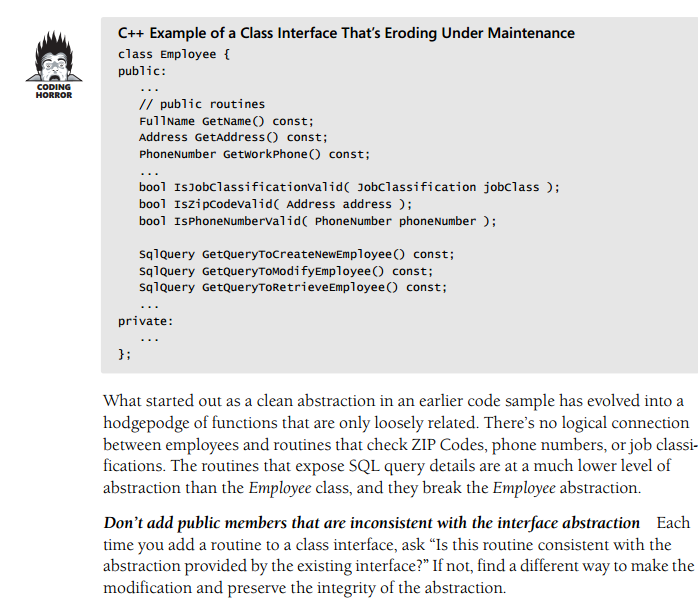 C++ Example of a Class Interface That's Eroding Under Maintenance
class Employee {
public:
...
// public routines
FullName GetName() const;
Address GetAddress() const;
PhoneNumber GetWorkPhone() const;
...
bool IsJobClassificationValid( JobClassification jobClass );
bool IsZipCodeValid( Address address );
bool IsPhoneNumberValid( PhoneNumber phoneNumber );
SqlQuery GetQueryToCreateNewEmployee() const;
SqlQuery GetQueryToModifyEmployee() const;
SqlQuery GetQueryToRetrieveEmployee() const;
...
private:
...
};
CODING
HORROR
What started out as a clean abstraction in an earlier code sample has evolved into a
hodgepodge of functions that are only loosely related. There's no logical connection
between employees and routines that check ZIP Codes, phone numbers, or job classi-
fications. The routines that expose SQL query details are at a much lower level of
abstraction than the Employee class, and they break the Employee abstraction.
Don't add public members that are inconsistent with the interface abstraction Each
time you add a routine to a class interface, ask “Is this routine consistent with the
abstraction provided by the existing interface?” If not, find a different way to make the
modification and preserve the integrity of the abstraction.